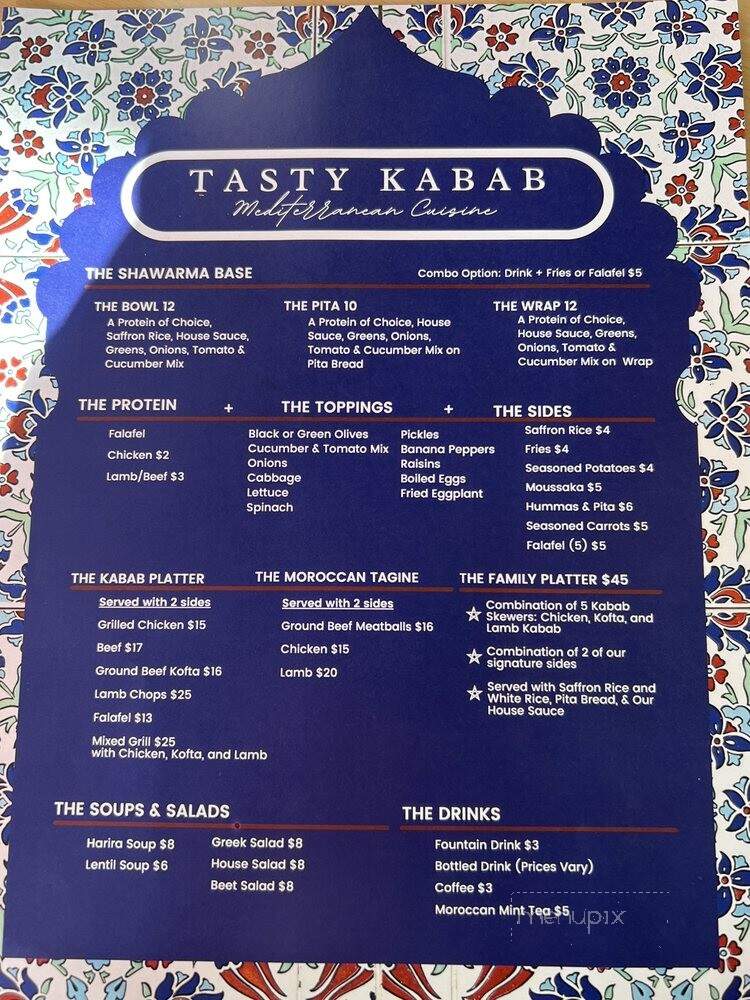 TASTY KABAB
Mediterranean Cuisine
THE SHAWARMA BASE
Combo Option: Drink + Fries or Falafel $5
THE BOWL 12
A Protein of Choice,
Saffron Rice, House Sauce,
Greens, Onions, Tomato &
Cucumber Mix
THE PITA 10
A Protein of Choice, House
Sauce, Greens, Onions,
Tomato & Cucumber Mix on
Pita Bread
THE WRAP 12
A Protein of Choice,
House Sauce, Greens,
Onions, Tomato &
Cucumber Mix on Wrap
THE PROTEIN + THE TOPPINGS + THE SIDES
Falafel
Chicken $2
Lamb/Beef $3
Black or Green Olives
Cucumber & Tomato Mix
Onions
Cabbage
Lettuce
Spinach
Pickles
Banana Peppers
Raisins
Boiled Eggs
Fried Eggplant
Saffron Rice $4
Fries $4
Seasoned Potatoes $4
Moussaka $5
Hummas & Pita $6
Seasoned Carrots $5
Falafel (5) $5
THE KABAB PLATTER
Served with 2 sides
Grilled Chicken $15
Beef $17
Ground Beef Kofta $16
Lamb Chops $25
Falafel $13
Mixed Grill $25
with Chicken, Kofta, and Lamb
THE MOROCCAN TAGINE
Served with 2 sides
Ground Beef Meatballs $16
Chicken $15
Lamb $20
THE FAMILY PLATTER $45
Combination of 5 Kabab
Skewers: Chicken, Kofta, and
Lamb Kabab
Combination of 2 of our
signature sides
Served with Saffron Rice and
White Rice, Pita Bread, & Our
House Sauce
THE SOUPS & SALADS
Harira Soup $8
Lentil Soup $6
Greek Salad $8
House Salad $8
Beet Salad $8
THE DRINKS
Fountain Drink $3
Bottled Drink (Prices Vary)
Coffee $3
Moroccan Mint Tea $5
menupix